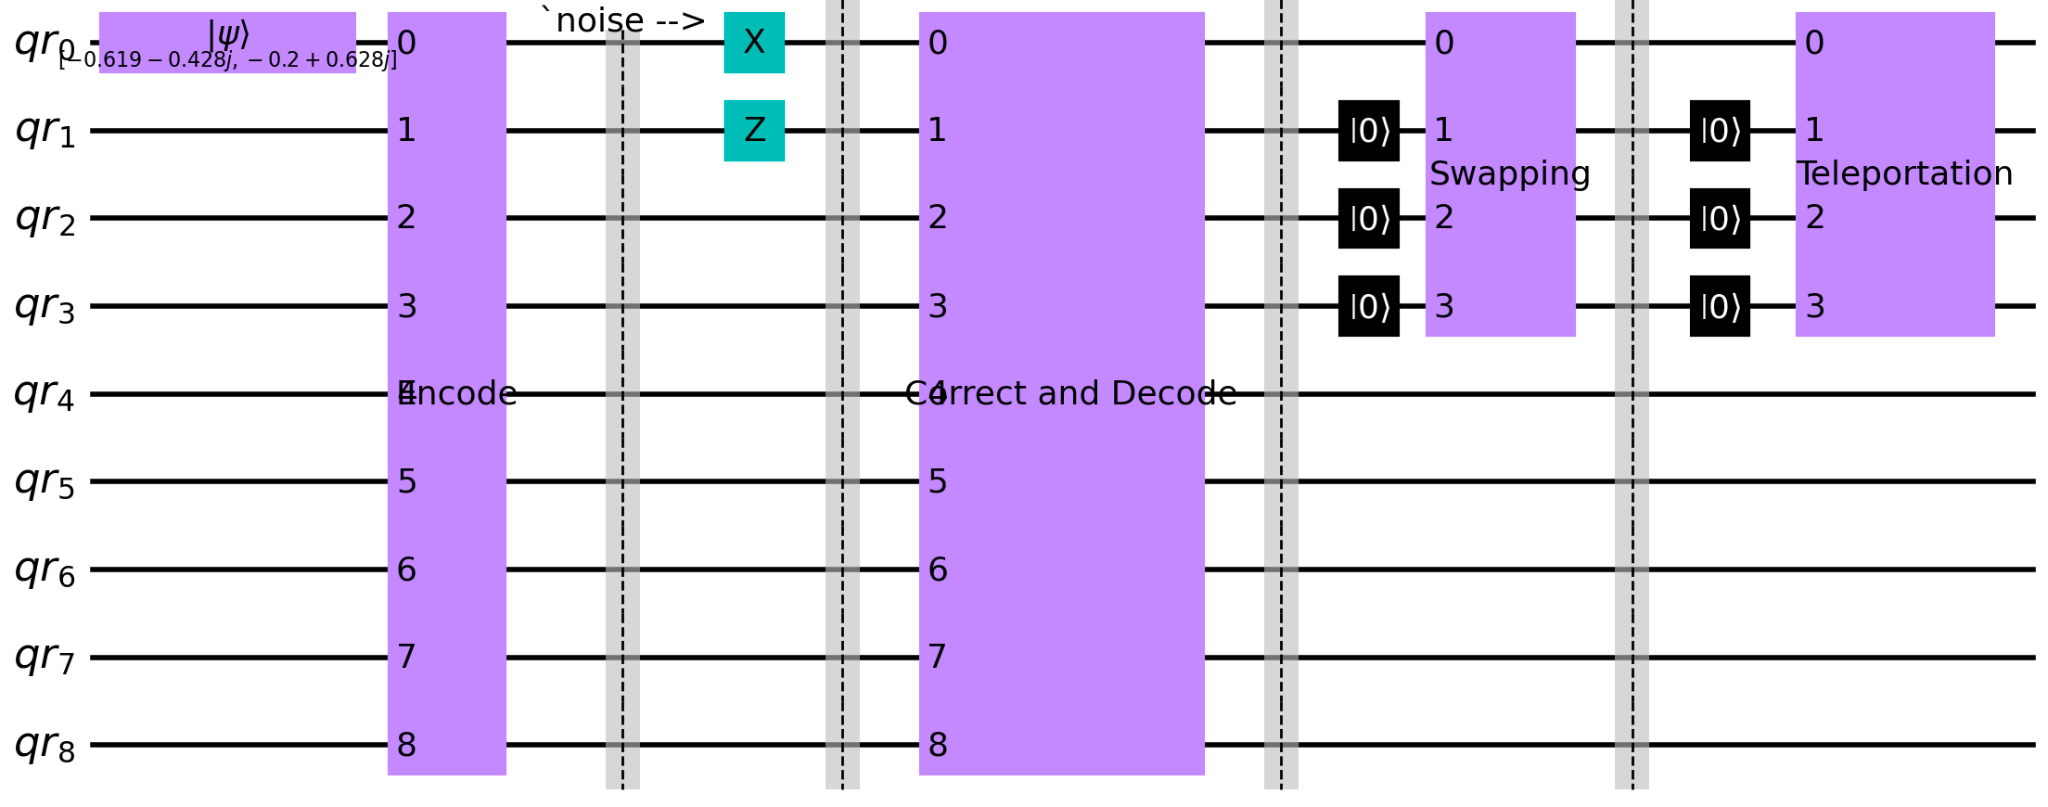 `noise -->
qr0 |ψ⟩ 0 X 0 0 0
[−0.619 − 0.428j, −0.2 + 0.628j]
qr1 1 Z 1 |0⟩ 1 |0⟩ 1
Swapping Teleportation
qr2 2 2 |0⟩ 2 |0⟩ 2
qr3 3 3 |0⟩ 3 |0⟩ 3
qr4 4 Encode 4 Correct and Decode
qr5 5 5
qr6 6 6
qr7 7 7
qr8 8 8